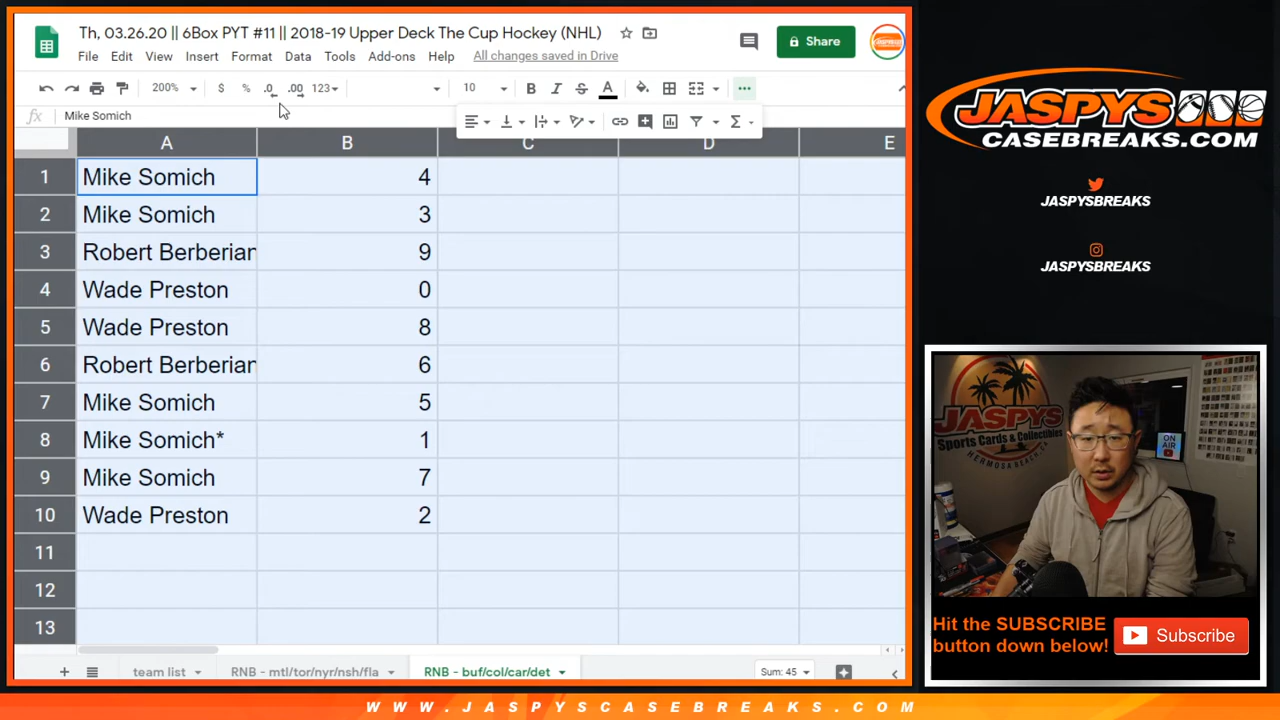 Th, 03.26.20 || 6Box PYT #11 || 2018-19 Upper Deck The Cup Hockey (NHL)
File Edit View Insert Format Data Tools Add-ons Help All changes saved in Drive
Share
200% $ % .0 .00 123 10 B I S A
fx Mike Somich
A B C D E
1 Mike Somich 4
2 Mike Somich 3
3 Robert Berberian 9
4 Wade Preston 0
5 Wade Preston 8
6 Robert Berberian 6
7 Mike Somich 5
8 Mike Somich* 1
9 Mike Somich 7
10 Wade Preston 2
11
12
13
team list RNB - mtl/tor/nyr/nsh/fla RNB - buf/col/car/det Sum: 45
JASPYS
CASEBREAKS.COM
JASPYSBREAKS
JASPYSBREAKS
JASPYS
Sports Cards & Collectibles
HERMOSA BEACH, CA
ON AIR
Hit the SUBSCRIBE
button down below!
Subscribe
WWW.JASPYSCASEBREAKS.COM